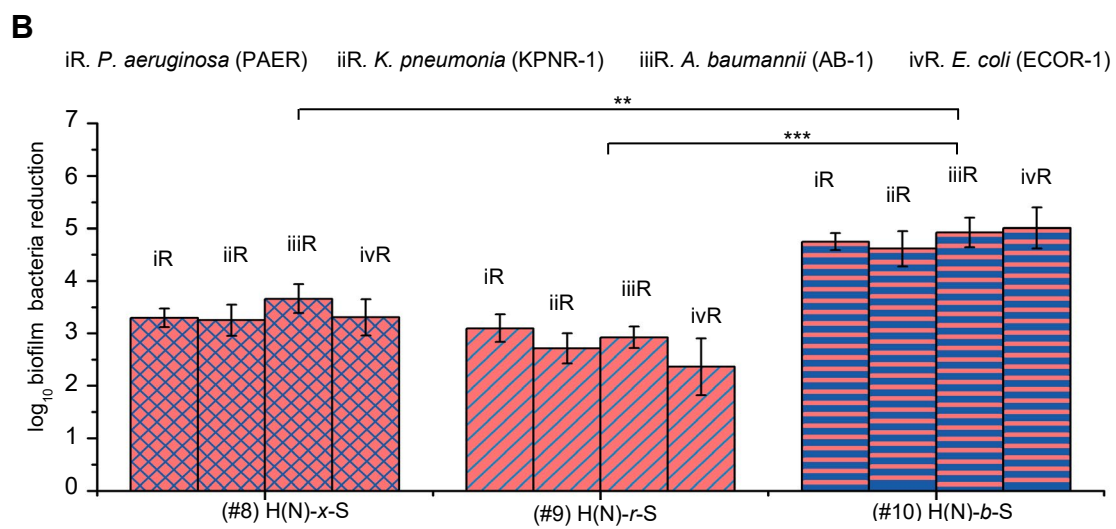 B
iR. P. aeruginosa (PAER) iiR. K. pneumonia (KPNR-1) iiiR. A. baumannii (AB-1) ivR. E. coli (ECOR-1)
**
***
7
6
5
4
3
2
1
0
log10 biofilm bacteria reduction
iR iiR iiiR ivR
iR iiR iiiR ivR
iR iiR iiiR ivR
(#8) H(N)-x-S (#9) H(N)-r-S (#10) H(N)-b-S